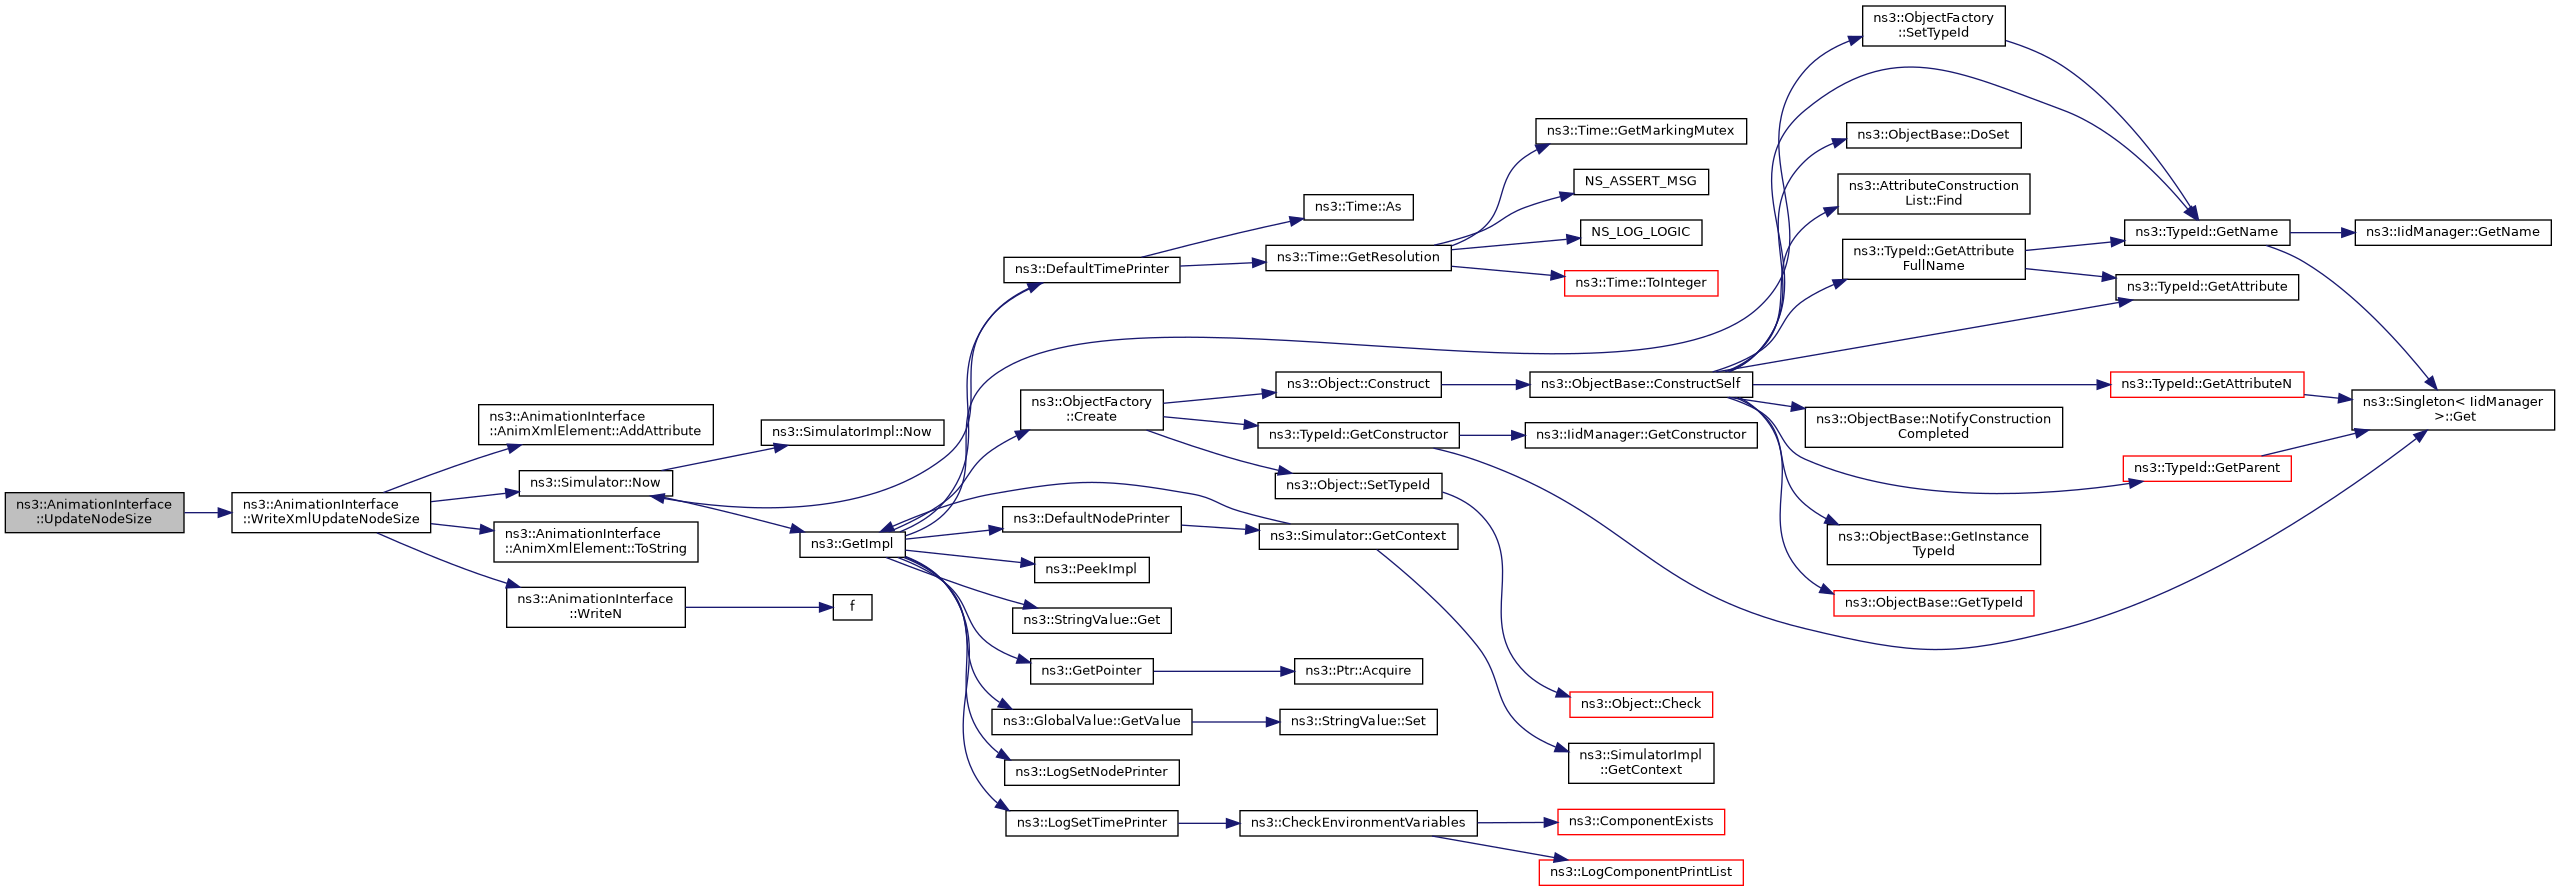 ns3::AnimationInterface
::UpdateNodeSize
ns3::AnimationInterface
::WriteXmlUpdateNodeSize
ns3::AnimationInterface
::AnimXmlElement::AddAttribute
ns3::Simulator::Now
ns3::AnimationInterface
::AnimXmlElement::ToString
ns3::AnimationInterface
::WriteN
ns3::SimulatorImpl::Now
ns3::GetImpl
f
ns3::DefaultTimePrinter
ns3::ObjectFactory
::Create
ns3::DefaultNodePrinter
ns3::PeekImpl
ns3::StringValue::Get
ns3::GetPointer
ns3::GlobalValue::GetValue
ns3::LogSetNodePrinter
ns3::LogSetTimePrinter
ns3::Time::As
ns3::Time::GetResolution
ns3::Object::Construct
ns3::TypeId::GetConstructor
ns3::Object::SetTypeId
ns3::Simulator::GetContext
ns3::Ptr::Acquire
ns3::StringValue::Set
ns3::CheckEnvironmentVariables
ns3::Time::GetMarkingMutex
NS_ASSERT_MSG
NS_LOG_LOGIC
ns3::Time::ToInteger
ns3::ObjectBase::ConstructSelf
ns3::IidManager::GetConstructor
ns3::Object::Check
ns3::SimulatorImpl
::GetContext
ns3::ComponentExists
ns3::LogComponentPrintList
ns3::ObjectFactory
::SetTypeId
ns3::ObjectBase::DoSet
ns3::AttributeConstruction
List::Find
ns3::TypeId::GetAttribute
FullName
ns3::ObjectBase::NotifyConstruction
Completed
ns3::ObjectBase::GetInstance
TypeId
ns3::ObjectBase::GetTypeId
ns3::TypeId::GetName
ns3::TypeId::GetAttribute
ns3::TypeId::GetAttributeN
ns3::TypeId::GetParent
ns3::IidManager::GetName
ns3::Singleton< IidManager
>::Get